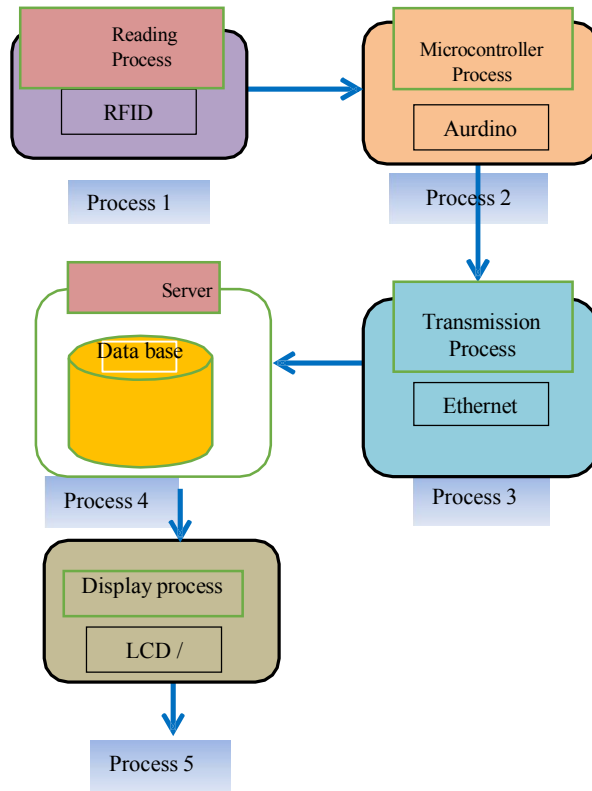 Reading
Process
RFID
Process 1
Microcontroller
Process
Aurdino
Process 2
Transmission
Process
Ethernet
Process 3
Server
Data base
Process 4
Display process
LCD /
Process 5